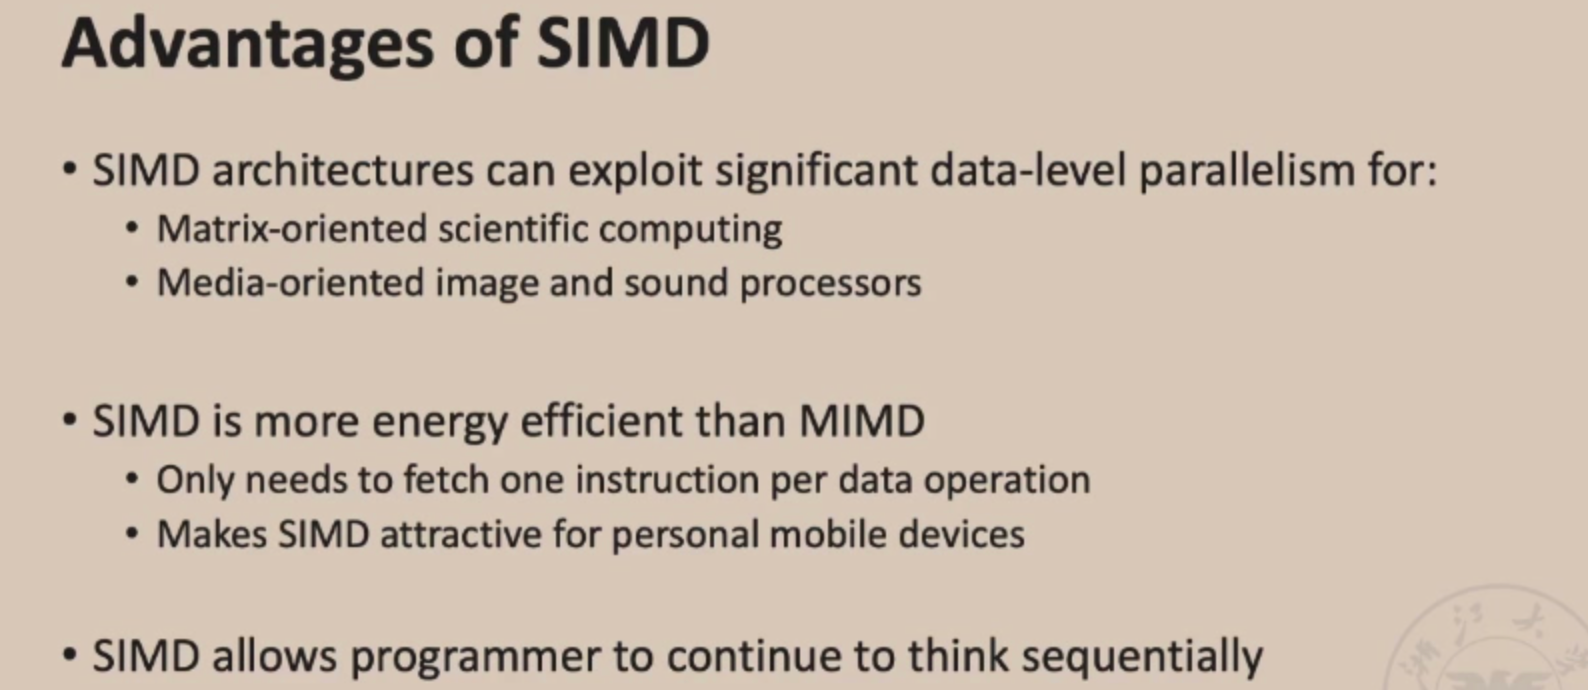 Advantages of SIMD
• SIMD architectures can exploit significant data-level parallelism for:
• Matrix-oriented scientific computing
• Media-oriented image and sound processors
• SIMD is more energy efficient than MIMD
• Only needs to fetch one instruction per data operation
• Makes SIMD attractive for personal mobile devices
• SIMD allows programmer to continue to think sequentially